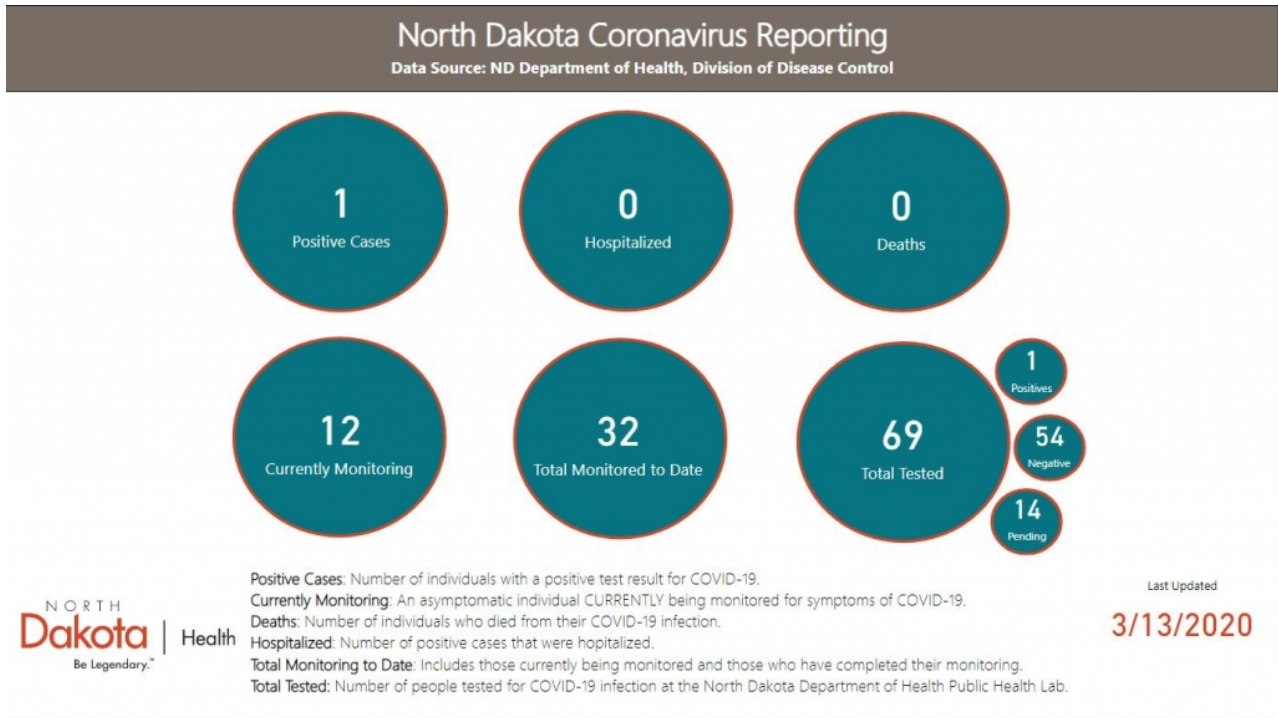 North Dakota Coronavirus Reporting
Data Source: ND Department of Health, Division of Disease Control
1
Positive Cases
0
Hospitalized
0
Deaths
12
Currently Monitoring
32
Total Monitored to Date
69
Total Tested
1
Positives
54
Negative
14
Pending
Positive Cases: Number of individuals with a positive test result for COVID-19.
Currently Monitoring: An asymptomatic individual CURRENTLY being monitored for symptoms of COVID-19.
Deaths: Number of individuals who died from their COVID-19 infection.
Hospitalized: Number of positive cases that were hopitalized.
Total Monitoring to Date: Includes those currently being monitored and those who have completed their monitoring.
Total Tested: Number of people tested for COVID-19 infection at the North Dakota Department of Health Public Health Lab.
NORTH
Dakota | Health
Be Legendary.™
Last Updated
3/13/2020